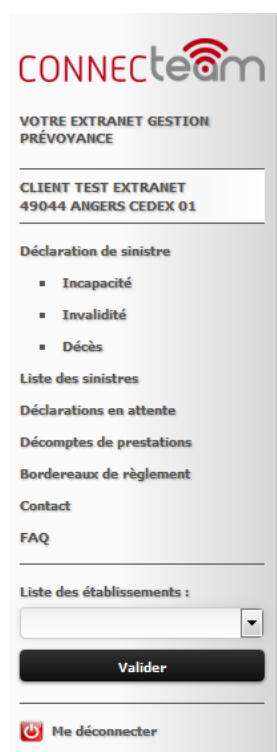 CONNECteam
VOTRE EXTRANET GESTION
PRÉVOYANCE
CLIENT TEST EXTRANET
49044 ANGERS CEDEX 01
Déclaration de sinistre
Incapacité
Invalidité
Décès
Liste des sinistres
Déclarations en attente
Décomptes de prestations
Bordereaux de règlement
Contact
FAQ
Liste des établissements :
Valider
Me déconnecter